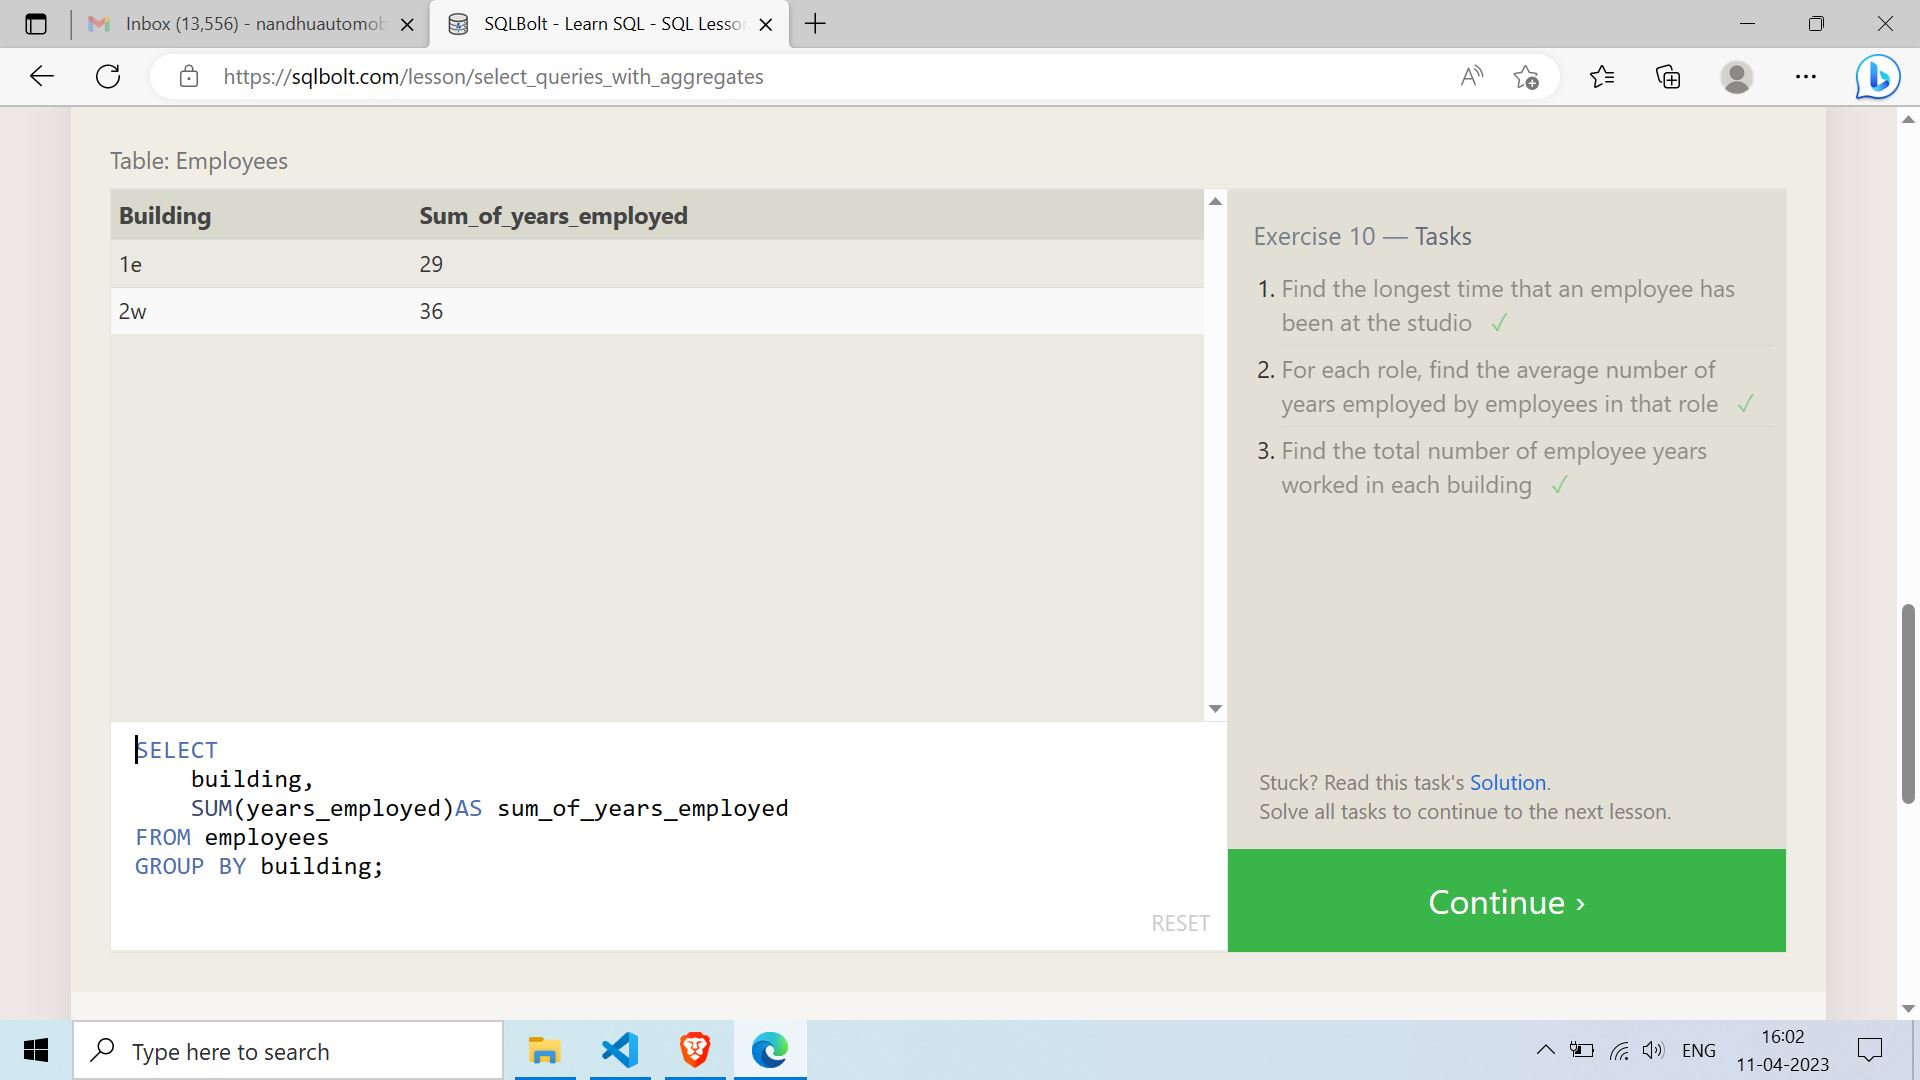 Inbox (13,556) - nandhuautomob
SQLBolt - Learn SQL - SQL Lesso
https://sqlbolt.com/lesson/select_queries_with_aggregates
Table: Employees
Building Sum_of_years_employed
1e 29
2w 36
Exercise 10 — Tasks
1. Find the longest time that an employee has
been at the studio ✓
2. For each role, find the average number of
years employed by employees in that role ✓
3. Find the total number of employee years
worked in each building ✓
SELECT
building,
SUM(years_employed)AS sum_of_years_employed
FROM employees
GROUP BY building;
RESET
Stuck? Read this task's Solution.
Solve all tasks to continue to the next lesson.
Continue ›
Type here to search
ENG
16:02
11-04-2023